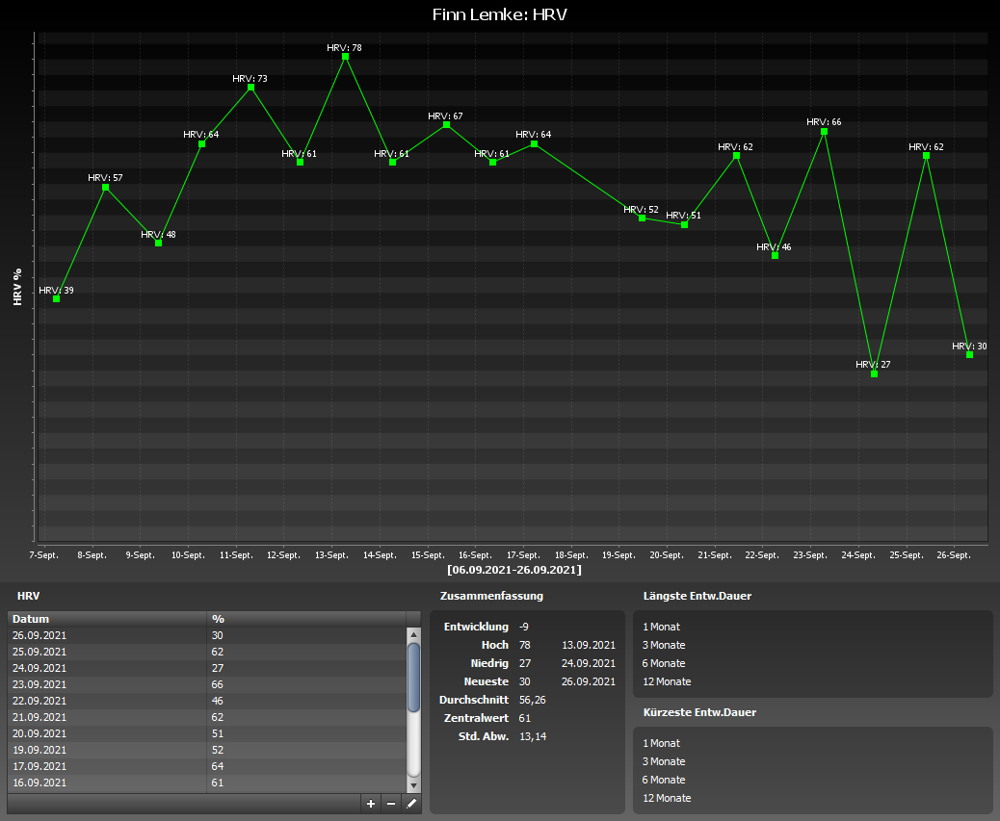 Finn Lemke: HRV
HRV: 78
HRV: 73
HRV: 67
HRV: 66
HRV: 64
HRV: 64
HRV: 61
HRV: 61
HRV: 61
HRV: 62
HRV: 62
HRV: 57
HRV: 52
HRV: 51
HRV: 48
HRV: 46
HRV: 39
HRV: 30
HRV: 27
HRV %
7-Sept. 8-Sept. 9-Sept. 10-Sept. 11-Sept. 12-Sept. 13-Sept. 14-Sept. 15-Sept. 16-Sept. 17-Sept. 18-Sept. 19-Sept. 20-Sept. 21-Sept. 22-Sept. 23-Sept. 24-Sept. 25-Sept. 26-Sept.
[06.09.2021-26.09.2021]
HRV
Datum %
26.09.2021 30
25.09.2021 62
24.09.2021 27
23.09.2021 66
22.09.2021 46
21.09.2021 62
20.09.2021 51
19.09.2021 52
17.09.2021 64
16.09.2021 61
Zusammenfassung
Entwicklung -9
Hoch 78 13.09.2021
Niedrig 27 24.09.2021
Neueste 30 26.09.2021
Durchschnitt 56,26
Zentralwert 61
Std. Abw. 13,14
Längste Entw.Dauer
1 Monat
3 Monate
6 Monate
12 Monate
Kürzeste Entw.Dauer
1 Monat
3 Monate
6 Monate
12 Monate